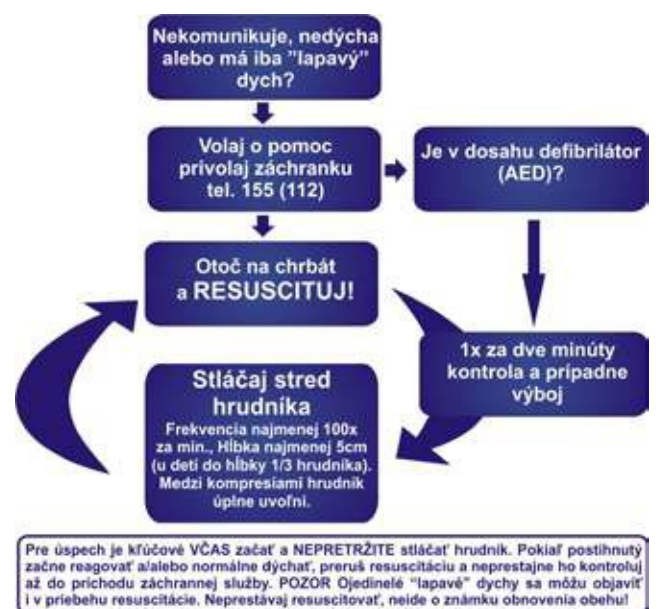 Nekomunikuje, nedýcha
alebo má iba "lapavý"
dych?
Volaj o pomoc
privolaj záchranku
tel. 155 (112)
Je v dosahu defibrilátor
(AED)?
Otoč na chrbát
a RESUSCITUJ!
1x za dve minúty
kontrola a prípadne
výboj
Stláčaj stred
hrudníka
Frekvencia najmenej 100x
za min., Hĺbka najmenej 5cm
(u detí do hĺbky 1/3 hrudníka).
Medzi kompresiami hrudník
úplne uvoľni.
Pre úspech je kľúčové VČAS začať a NEPRETRŽITE stláčať hrudník. Pokiaľ postihnutý
začne reagovať a/alebo normálne dýchať, preruš resuscitáciu a neprestajne ho kontroluj
až do príchodu záchrannej služby. POZOR Ojedinelé "lapavé" dychy sa môžu objaviť
i v priebehu resuscitácie. Neprestávaj resuscitovať, nejde o známku obnovenia obehu!